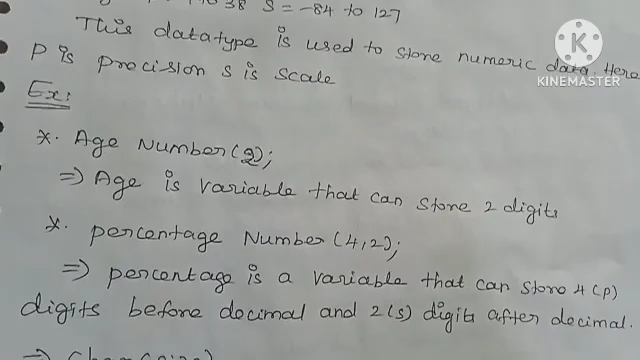 38 S = -84 to 127
This datatype is used to store numeric data. Here
P is precision s is scale
Ex:
*. Age Number(2);
=> Age is variable that can store 2 digits
*. percentage Number(4,2);
=> percentage is a variable that can store 4(p)
digits before decimal and 2(s) digits after decimal.
K
KINEMASTER